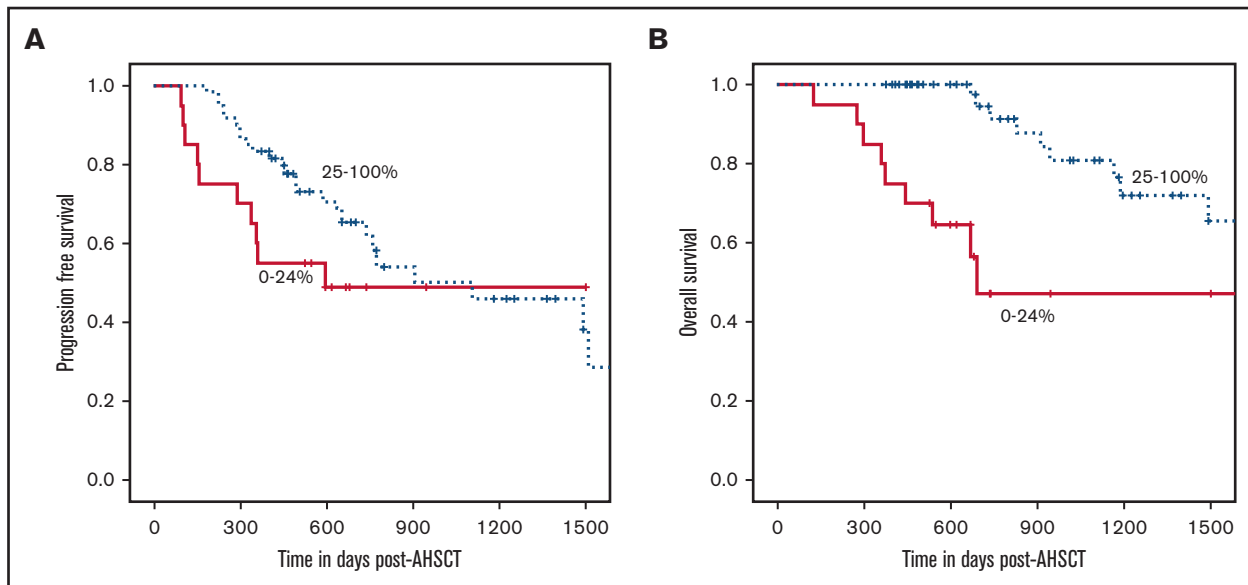 A
Progression free survival
1.0
0.8
0.6
0.4
0.2
0.0
25-100%
0-24%
0 300 600 900 1200 1500
Time in days post-AHSCT
B
Overall survival
1.0
0.8
0.6
0.4
0.2
0.0
25-100%
0-24%
0 300 600 900 1200 1500
Time in days post-AHSCT